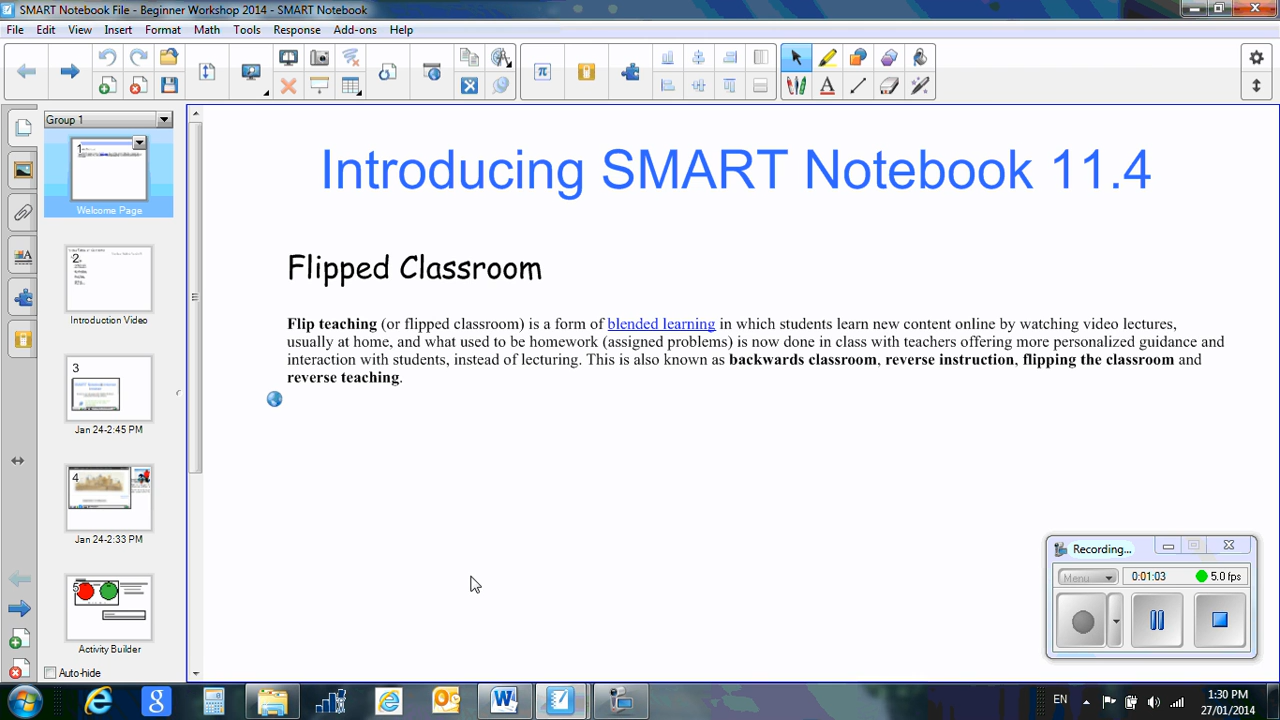 SMART Notebook File - Beginner Workshop 2014 - SMART Notebook
File Edit View Insert Format Math Tools Response Add-ons Help
Group 1
1
Welcome Page
2
Introduction Video
3
Jan 24-2:45 PM
4
Jan 24-2:33 PM
5
Activity Builder
Auto-hide
Introducing SMART Notebook 11.4
Flipped Classroom
Flip teaching (or flipped classroom) is a form of blended learning in which students learn new content online by watching video lectures,
usually at home, and what used to be homework (assigned problems) is now done in class with teachers offering more personalized guidance and
interaction with students, instead of lecturing. This is also known as backwards classroom, reverse instruction, flipping the classroom and
reverse teaching.
Recording...
Menu 0:01:03 5.0 fps
EN 1:30 PM
27/01/2014